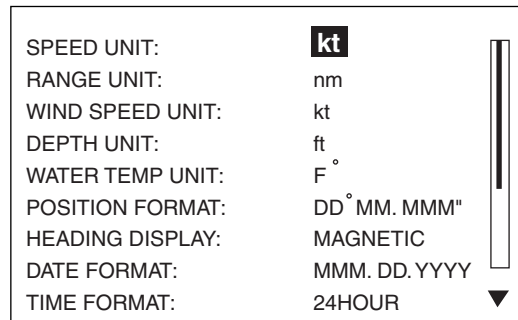 SPEED UNIT: kt
RANGE UNIT: nm
WIND SPEED UNIT: kt
DEPTH UNIT: ft
WATER TEMP UNIT: F°
POSITION FORMAT: DD°MM. MMM"
HEADING DISPLAY: MAGNETIC
DATE FORMAT: MMM. DD. YYYY
TIME FORMAT: 24HOUR